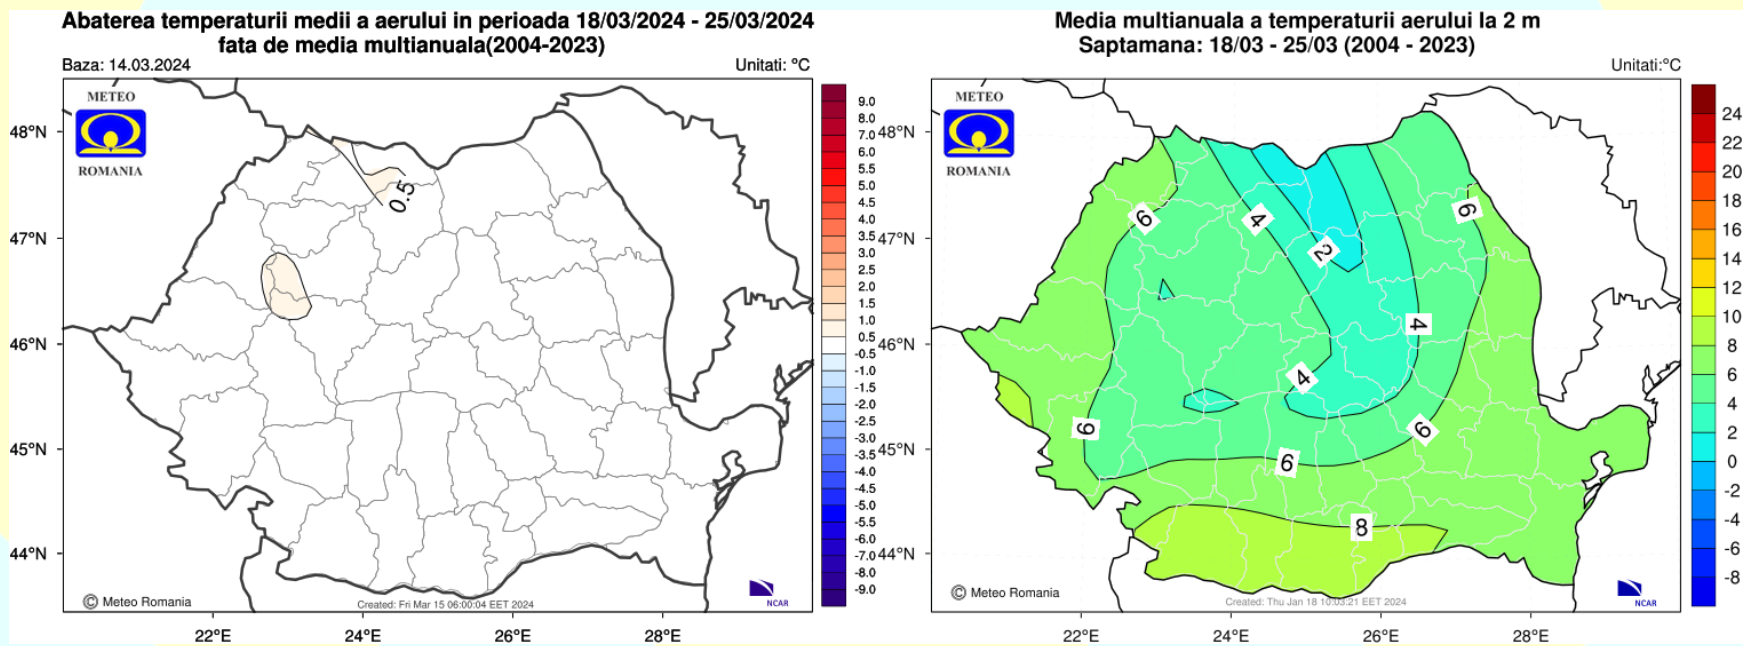 Abaterea temperaturii medii a aerului in perioada 18/03/2024 - 25/03/2024
fata de media multianuala(2004-2023)
Baza: 14.03.2024
Unitati: °C
METEO
ROMANIA
48°N
47°N
46°N
45°N
44°N
0.5
9.0
8.0
7.0
6.0
5.5
5.0
4.5
4.0
3.5
3.0
2.5
2.0
1.5
1.0
0.5
-0.5
-1.0
-1.5
-2.0
-2.5
-3.0
-3.5
-4.0
-4.5
-5.0
-5.5
-6.0
-7.0
-8.0
-9.0
© Meteo Romania
Created: Fri Mar 15 06:00:04 EET 2024
NCAR
22°E
24°E
26°E
28°E
Media multianuala a temperaturii aerului la 2 m
Saptamana: 18/03 - 25/03 (2004 - 2023)
Unitati:°C
METEO
ROMANIA
48°N
47°N
46°N
45°N
44°N
6
4
2
6
4
4
6
6
6
8
24
22
20
18
16
14
12
10
8
6
4
2
0
-2
-4
-6
-8
© Meteo Romania
Created: Thu Jan 18 10:03:21 EET 2024
NCAR
22°E
24°E
26°E
28°E